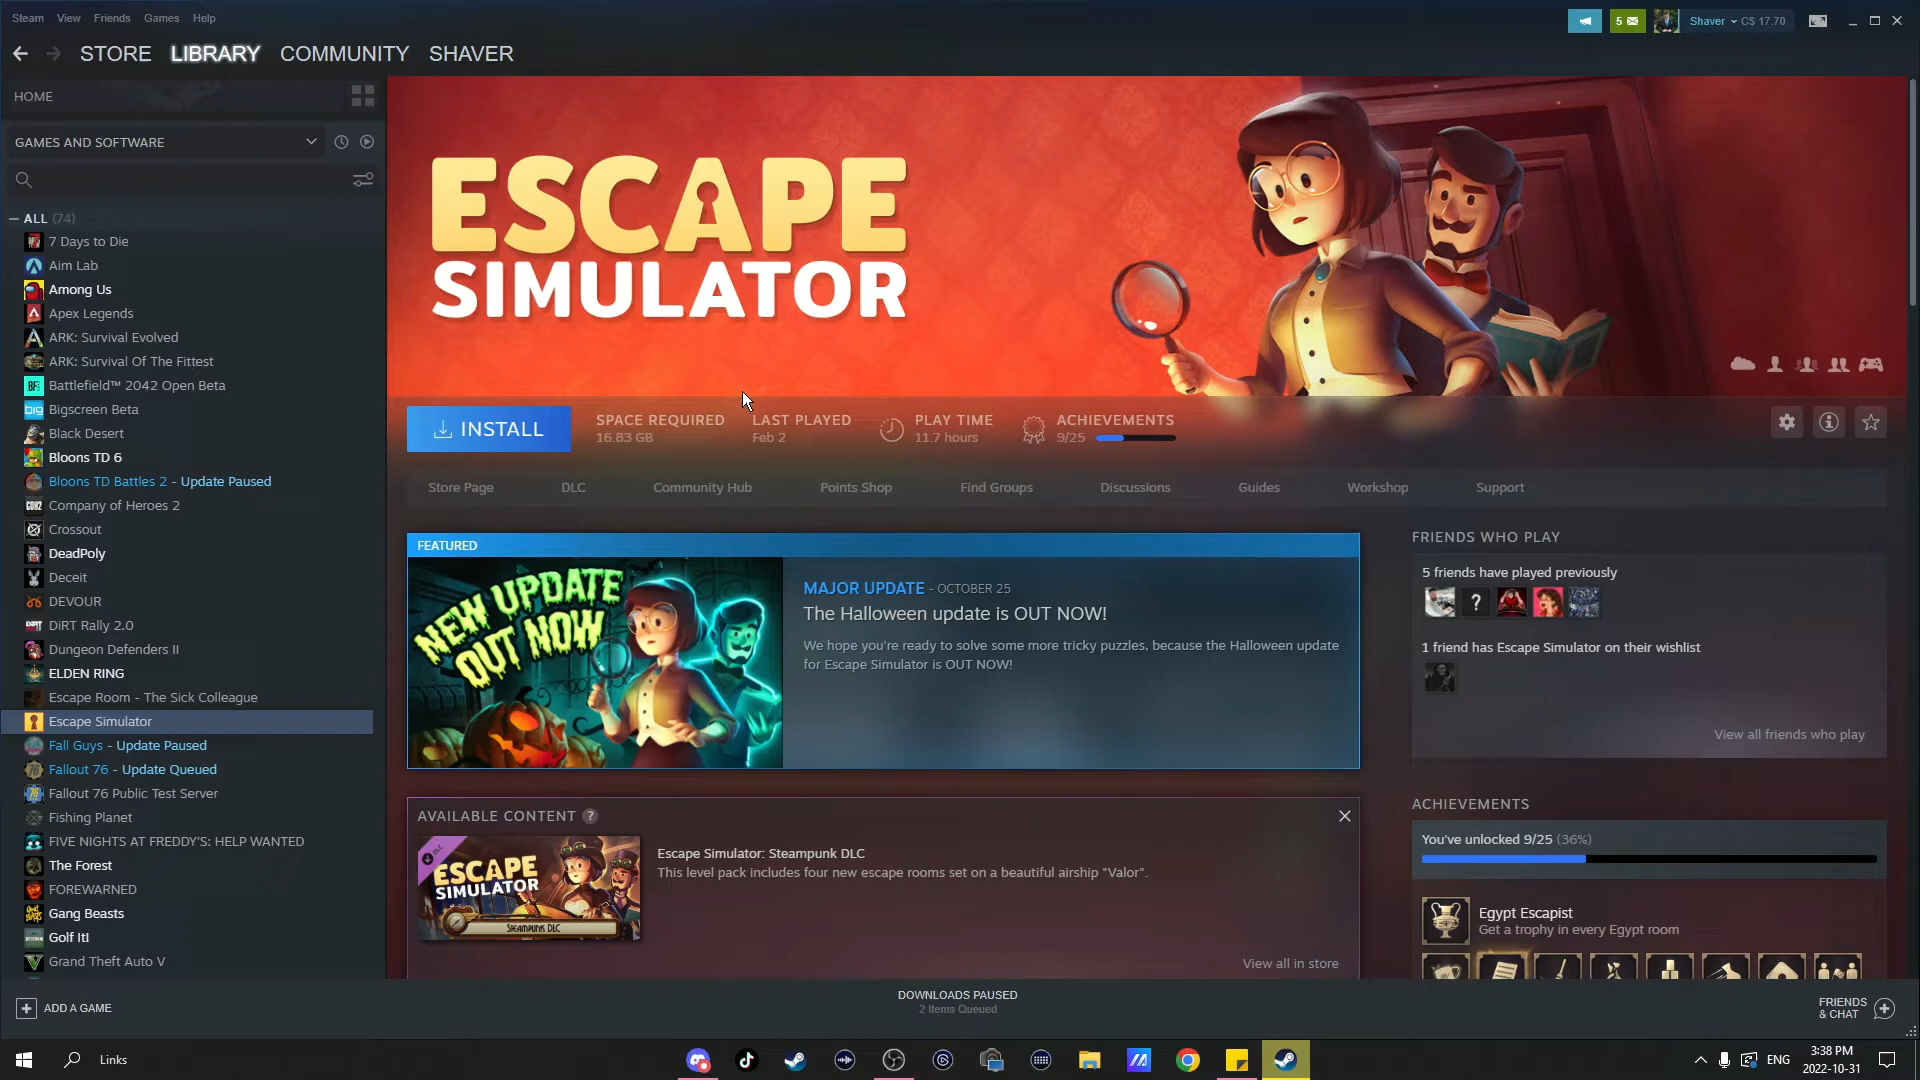 Steam View Friends Games Help
5 Shaver C$ 17.70
STORE LIBRARY COMMUNITY SHAVER
HOME
GAMES AND SOFTWARE
ALL (74)
7 Days to Die
Aim Lab
Among Us
Apex Legends
ARK: Survival Evolved
ARK: Survival Of The Fittest
Battlefield™ 2042 Open Beta
Bigscreen Beta
Black Desert
Bloons TD 6
Bloons TD Battles 2 - Update Paused
Company of Heroes 2
Crossout
DeadPoly
Deceit
DEVOUR
DiRT Rally 2.0
Dungeon Defenders II
ELDEN RING
Escape Room - The Sick Colleague
Escape Simulator
Fall Guys - Update Paused
Fallout 76 - Update Queued
Fallout 76 Public Test Server
Fishing Planet
FIVE NIGHTS AT FREDDY'S: HELP WANTED
The Forest
FOREWARNED
Gang Beasts
Golf It!
Grand Theft Auto V
ADD A GAME
ESCAPE
SIMULATOR
INSTALL
SPACE REQUIRED
16.83 GB
LAST PLAYED
Feb 2
PLAY TIME
11.7 hours
ACHIEVEMENTS
9/25
Store Page DLC Community Hub Points Shop Find Groups Discussions Guides Workshop Support
FEATURED
NEW UPDATE
OUT NOW
MAJOR UPDATE - OCTOBER 25
The Halloween update is OUT NOW!
We hope you're ready to solve some more tricky puzzles, because the Halloween update
for Escape Simulator is OUT NOW!
AVAILABLE CONTENT ?
DLC
ESCAPE
SIMULATOR
STEAMPUNK DLC
Escape Simulator: Steampunk DLC
This level pack includes four new escape rooms set on a beautiful airship "Valor".
View all in store
FRIENDS WHO PLAY
5 friends have played previously
?
1 friend has Escape Simulator on their wishlist
View all friends who play
ACHIEVEMENTS
You've unlocked 9/25 (36%)
Egypt Escapist
Get a trophy in every Egypt room
DOWNLOADS PAUSED
2 Items Queued
FRIENDS
& CHAT
Links
ENG
3:38 PM
2022-10-31